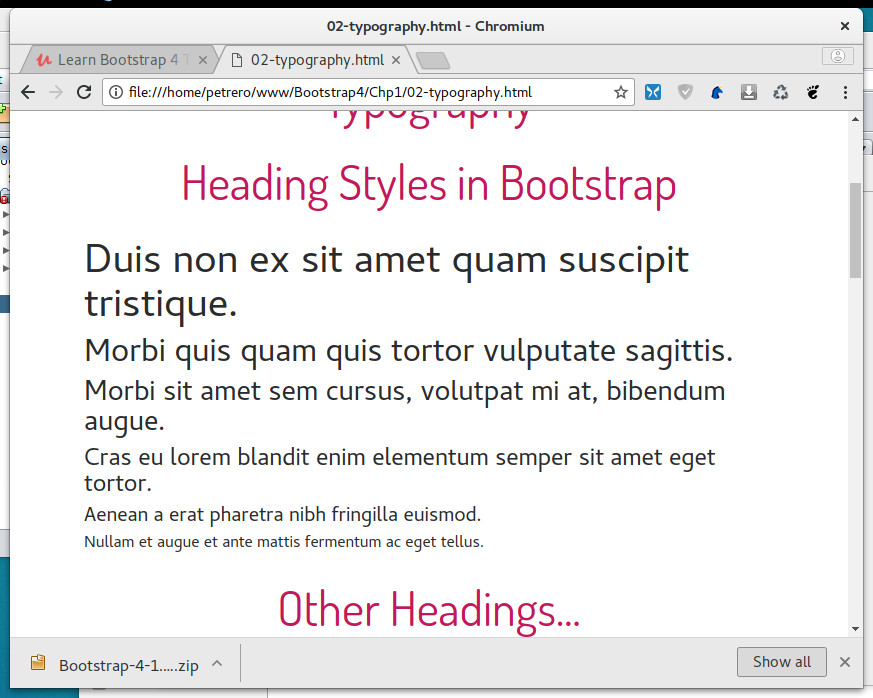 02-typography.html - Chromium
Learn Bootstrap 4 T
02-typography.html
file:///home/petrero/www/Bootstrap4/Chp1/02-typography.html
Typography
Heading Styles in Bootstrap
Duis non ex sit amet quam suscipit
tristique.
Morbi quis quam quis tortor vulputate sagittis.
Morbi sit amet sem cursus, volutpat mi at, bibendum
augue.
Cras eu lorem blandit enim elementum semper sit amet eget
tortor.
Aenean a erat pharetra nibh fringilla euismod.
Nullam et augue et ante mattis fermentum ac eget tellus.
Other Headings...
Bootstrap-4-1.....zip
Show all